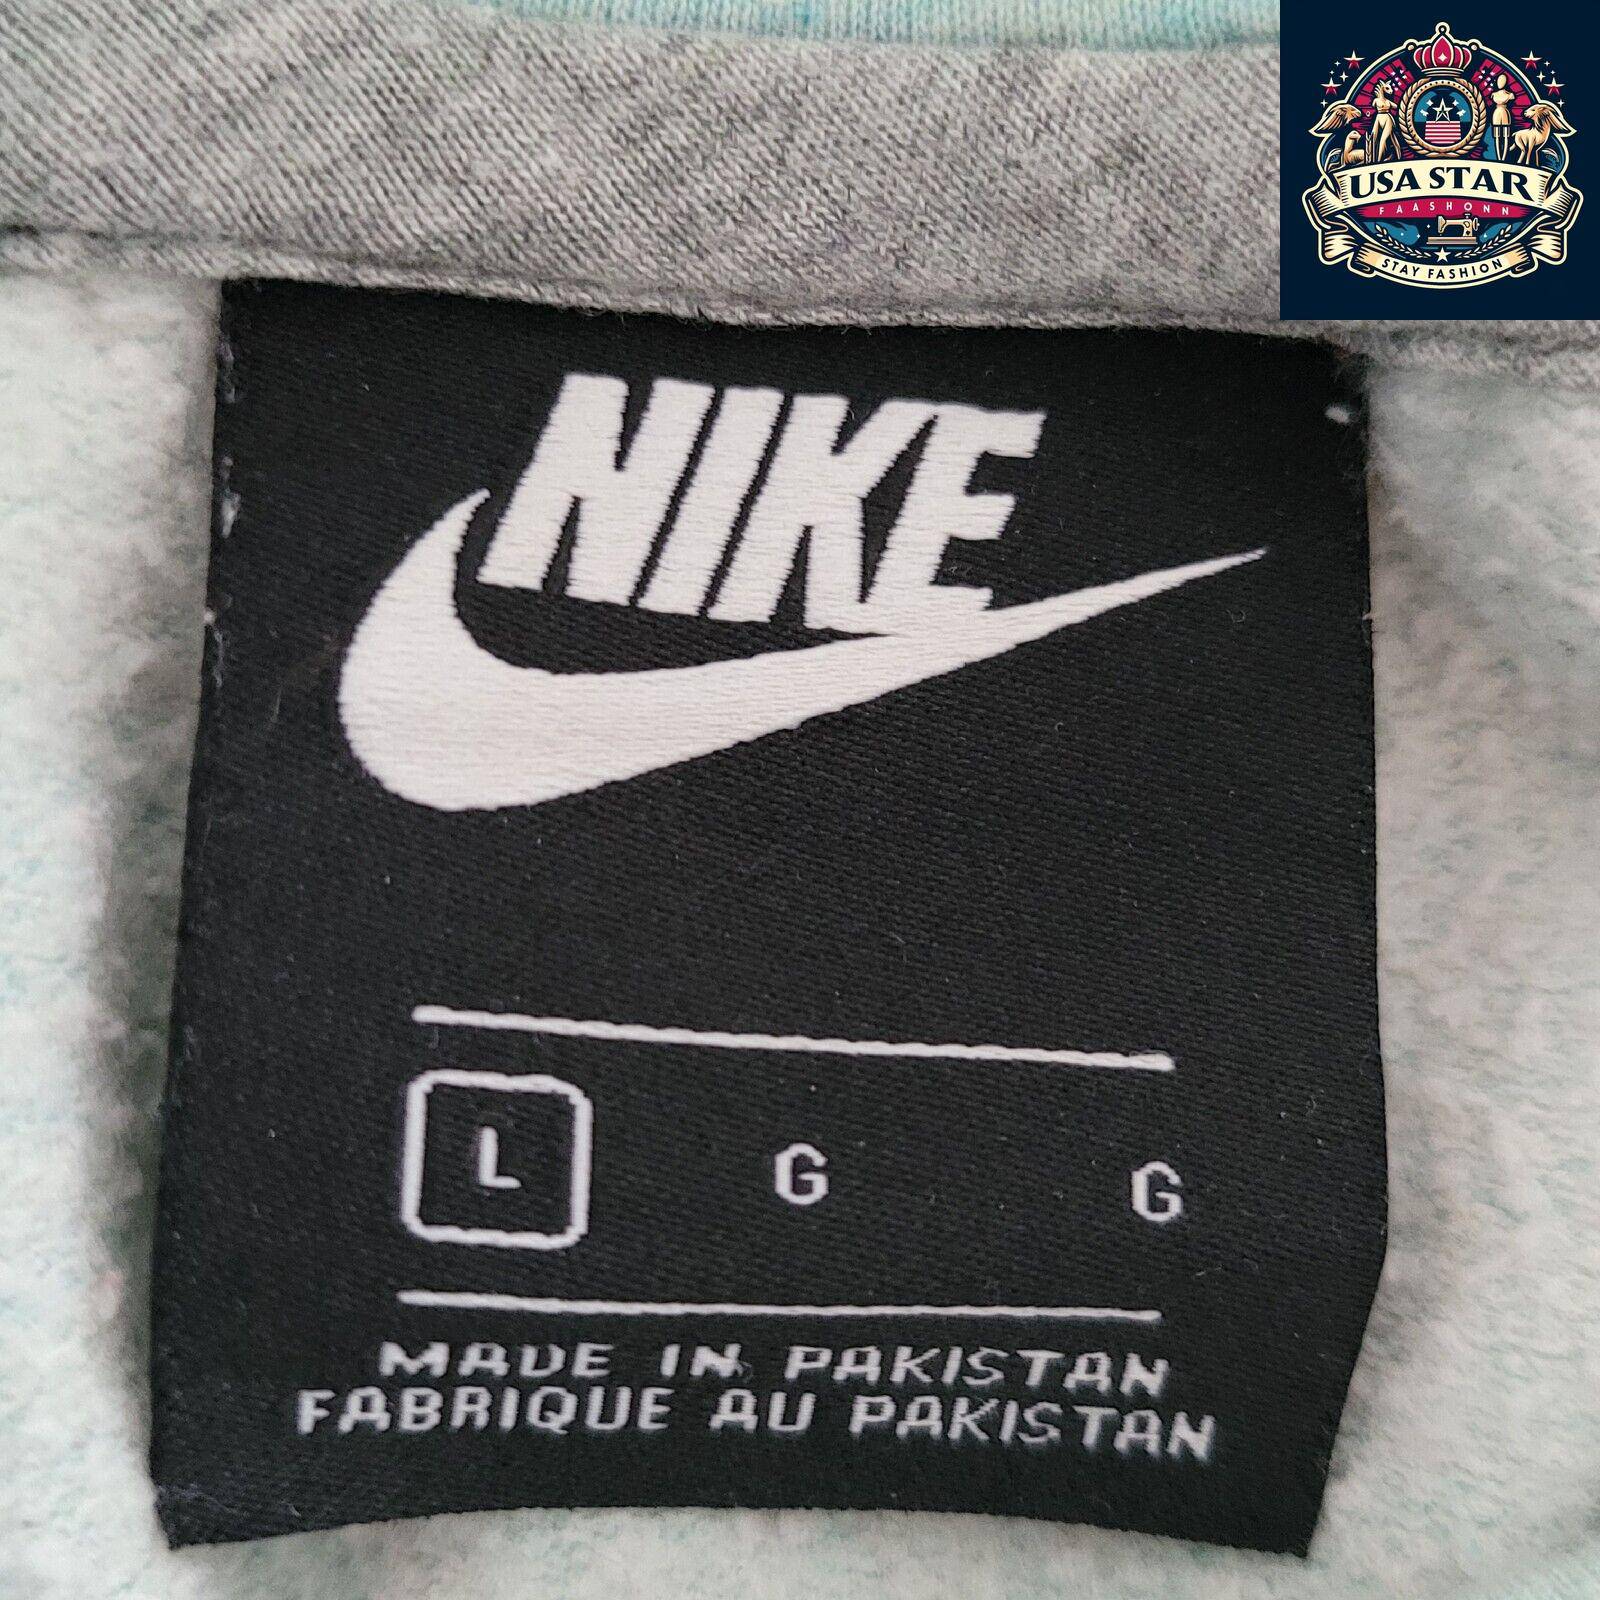 USA STAR
FAASHONN
STAY FASHION
NIKE
L G G
MADE IN PAKISTAN
FABRIQUE AU PAKISTAN